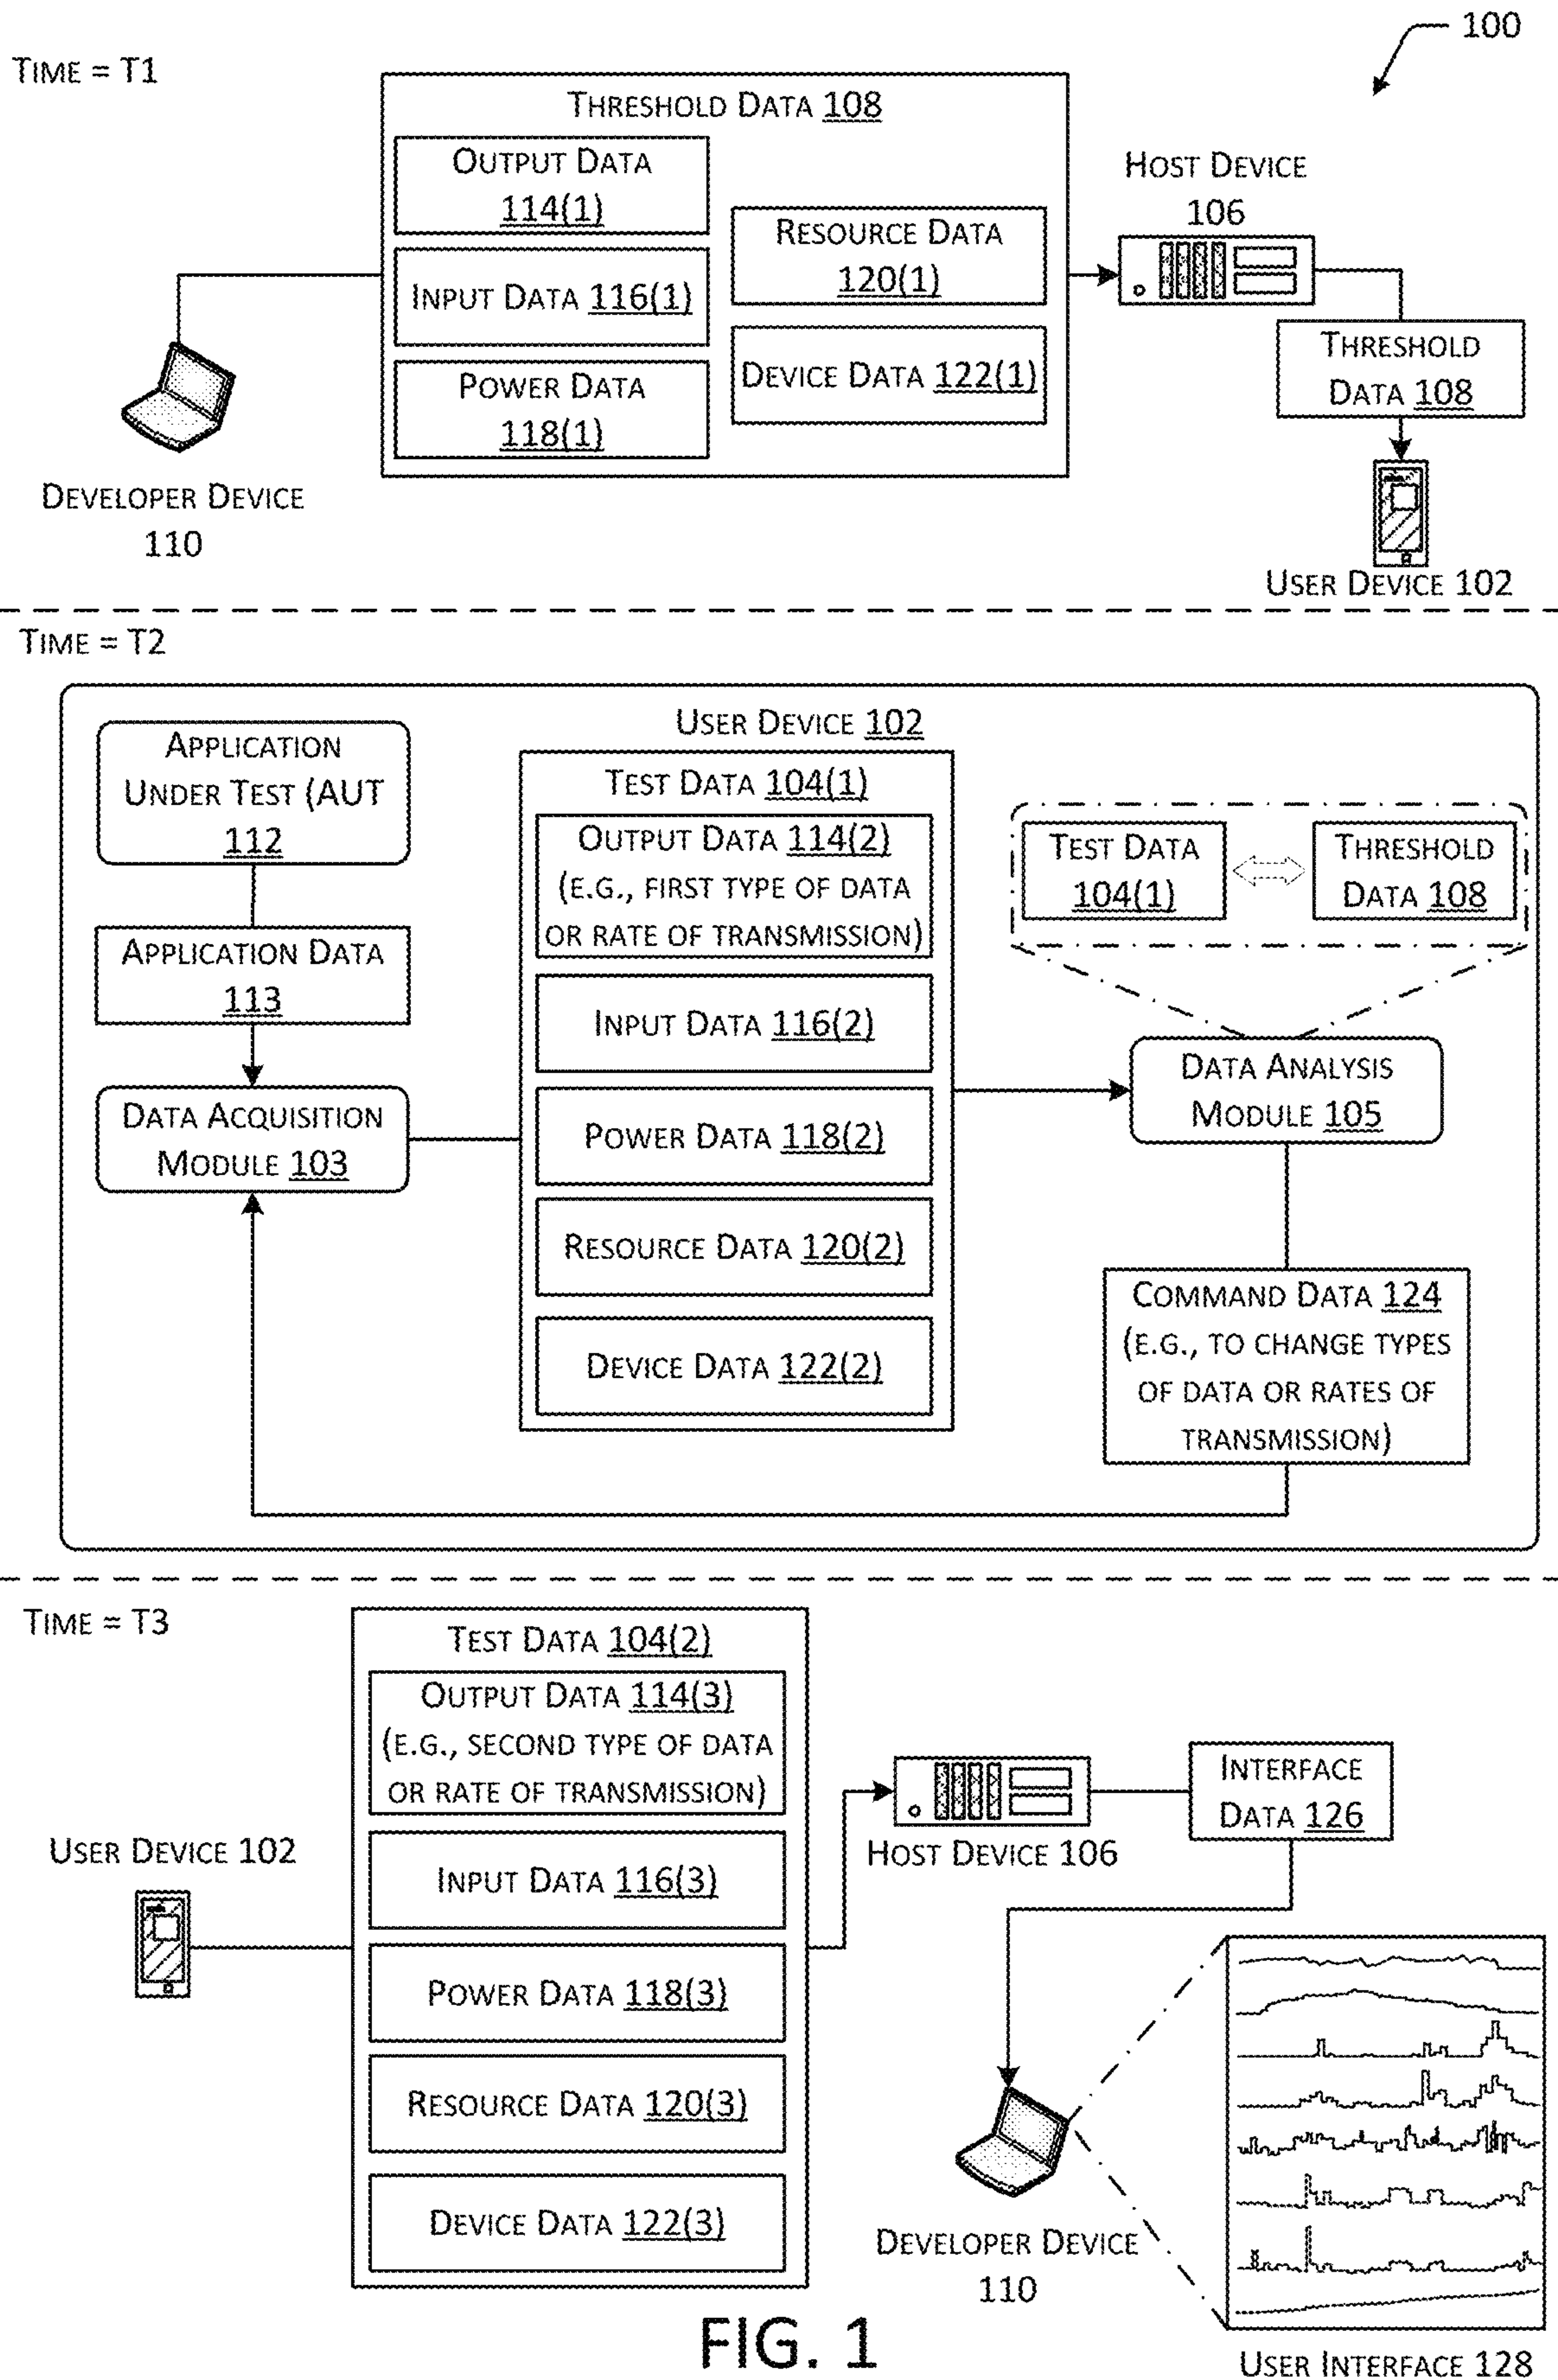 100
TIME = T1
THRESHOLD DATA 108
OUTPUT DATA
114(1)
INPUT DATA 116(1)
POWER DATA
118(1)
RESOURCE DATA
120(1)
DEVICE DATA 122(1)
HOST DEVICE
106
THRESHOLD
DATA 108
DEVELOPER DEVICE
110
USER DEVICE 102
TIME = T2
USER DEVICE 102
APPLICATION
UNDER TEST (AUT
112
APPLICATION DATA
113
DATA ACQUISITION
MODULE 103
TEST DATA 104(1)
OUTPUT DATA 114(2)
(E.G., FIRST TYPE OF DATA
OR RATE OF TRANSMISSION)
INPUT DATA 116(2)
POWER DATA 118(2)
RESOURCE DATA 120(2)
DEVICE DATA 122(2)
TEST DATA
104(1)
THRESHOLD
DATA 108
DATA ANALYSIS
MODULE 105
COMMAND DATA 124
(E.G., TO CHANGE TYPES
OF DATA OR RATES OF
TRANSMISSION)
TIME = T3
TEST DATA 104(2)
OUTPUT DATA 114(3)
(E.G., SECOND TYPE OF DATA
OR RATE OF TRANSMISSION)
INPUT DATA 116(3)
POWER DATA 118(3)
RESOURCE DATA 120(3)
DEVICE DATA 122(3)
USER DEVICE 102
HOST DEVICE 106
INTERFACE
DATA 126
DEVELOPER DEVICE
110
USER INTERFACE 128
FIG. 1